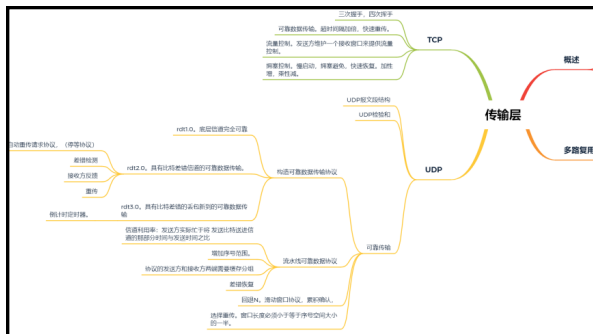 三次握手，四次挥手
可靠数据传输。超时间隔加倍，快速重传。
流量控制。发送方维护一个接收窗口来提供流量
控制。
拥塞控制。慢启动，拥塞避免，快速恢复。加性
增，乘性减。
TCP
概述
传输层
多路复用
UDP报文段结构
UDP校验和
UDP
rdt1.0。底层信道完全可靠
自动重传请求协议，（停等协议）
差错检测
接收方反馈
重传
rdt2.0。具有比特差错信道的可靠数据传输。
构造可靠数据传输协议
rdt3.0。具有比特差错的丢包新到的可靠数据传
输
倒计时定时器。
信道利用率：发送方实际忙于将 发送比特送进信
道的那部分时间与发送时间之比
增加序号范围。
协议的发送方和接收方两端需要缓存分组
差错恢复
流水线可靠数据协议
可靠传输
回退N。滑动窗口协议，累积确认。
选择重传。窗口长度必须小于等于序号空间大小
的一半。